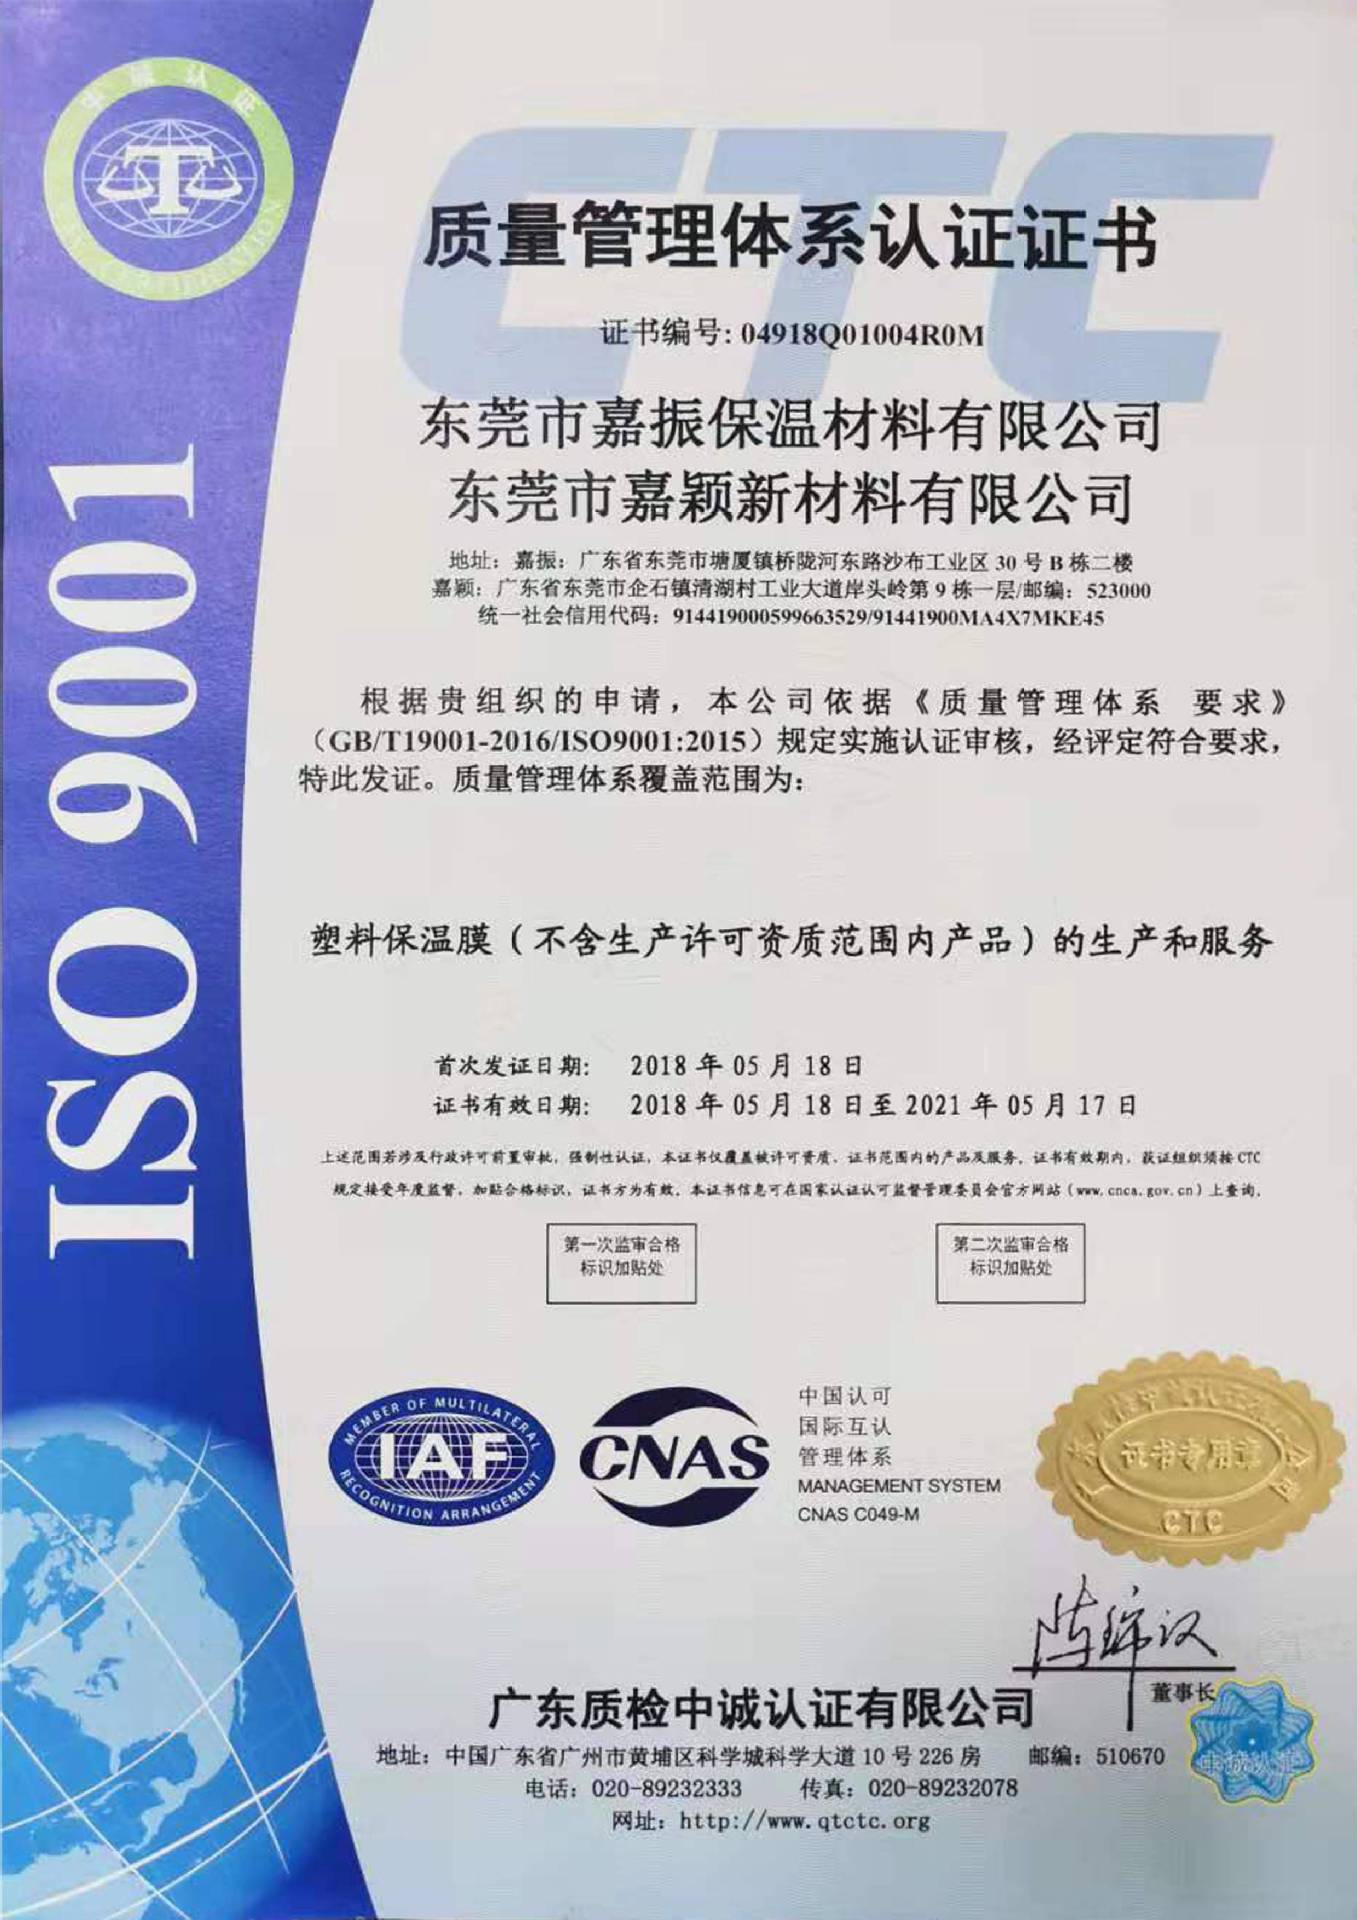 中诚认证
质量管理体系认证证书
证书编号: 04918Q01004R0M
东莞市嘉振保温材料有限公司
东莞市嘉颖新材料有限公司
地址：嘉振：广东省东莞市塘厦镇桥陇河东路沙布工业区 30 号 B 栋二楼
嘉颖：广东省东莞市企石镇清湖村工业大道岸头岭第 9 栋一层/邮编：523000
统一社会信用代码：914419000599663529/91441900MA4X7MKE45
根据贵组织的申请，本公司依据《质量管理体系 要求》
（GB/T19001-2016/ISO9001:2015）规定实施认证审核，经评定符合要求，
特此发证。质量管理体系覆盖范围为：
塑料保温膜（不含生产许可资质范围内产品）的生产和服务
首次发证日期： 2018 年 05 月 18 日
证书有效日期： 2018 年 05 月 18 日至 2021 年 05 月 17 日
上述范围若涉及行政许可前置审批，强制性认证，本证书仅覆盖被许可资质、证书范围内的产品及服务。证书有效期内，获证组织须按 CTC
规定接受年度监督，加贴合格标识，证书方为有效。本证书信息可在国家认证认可监督管理委员会官方网站（www.cnca.gov.cn）上查询。
第一次监审合格
标识加贴处
第二次监审合格
标识加贴处
MEMBER OF MULTILATERAL
IAF
RECOGNITION ARRANGEMENT
CNAS
中国认可
国际互认
管理体系
MANAGEMENT SYSTEM
CNAS C049-M
证书专用章
CTC
董事长
广东质检中诚认证有限公司
地址：中国广东省广州市黄埔区科学城科学大道 10 号 226 房 邮编：510670
电话：020-89232333 传真：020-89232078
网址：http://www.qtctc.org
中诚认证
ISO 9001
CTC